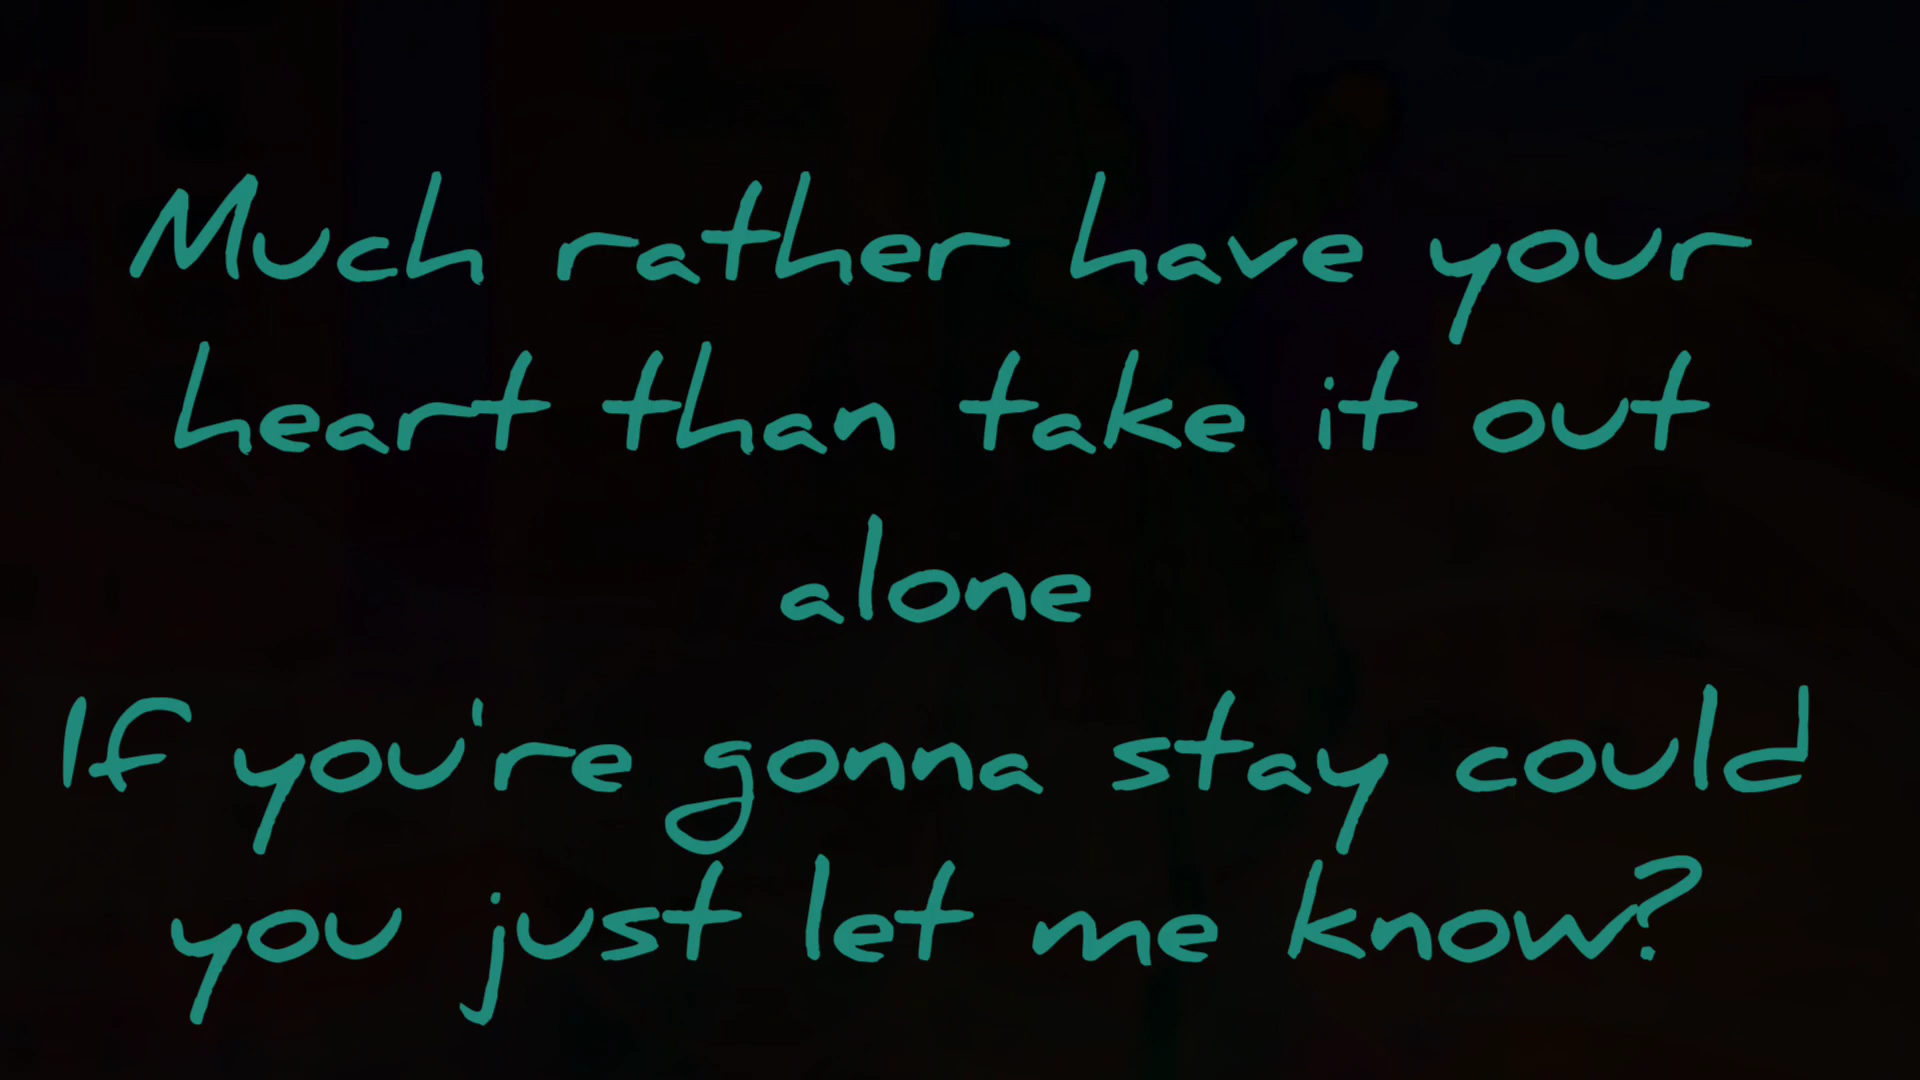 Much rather have your
heart than take it out
alone
If you're gonna stay could
you just let me know?